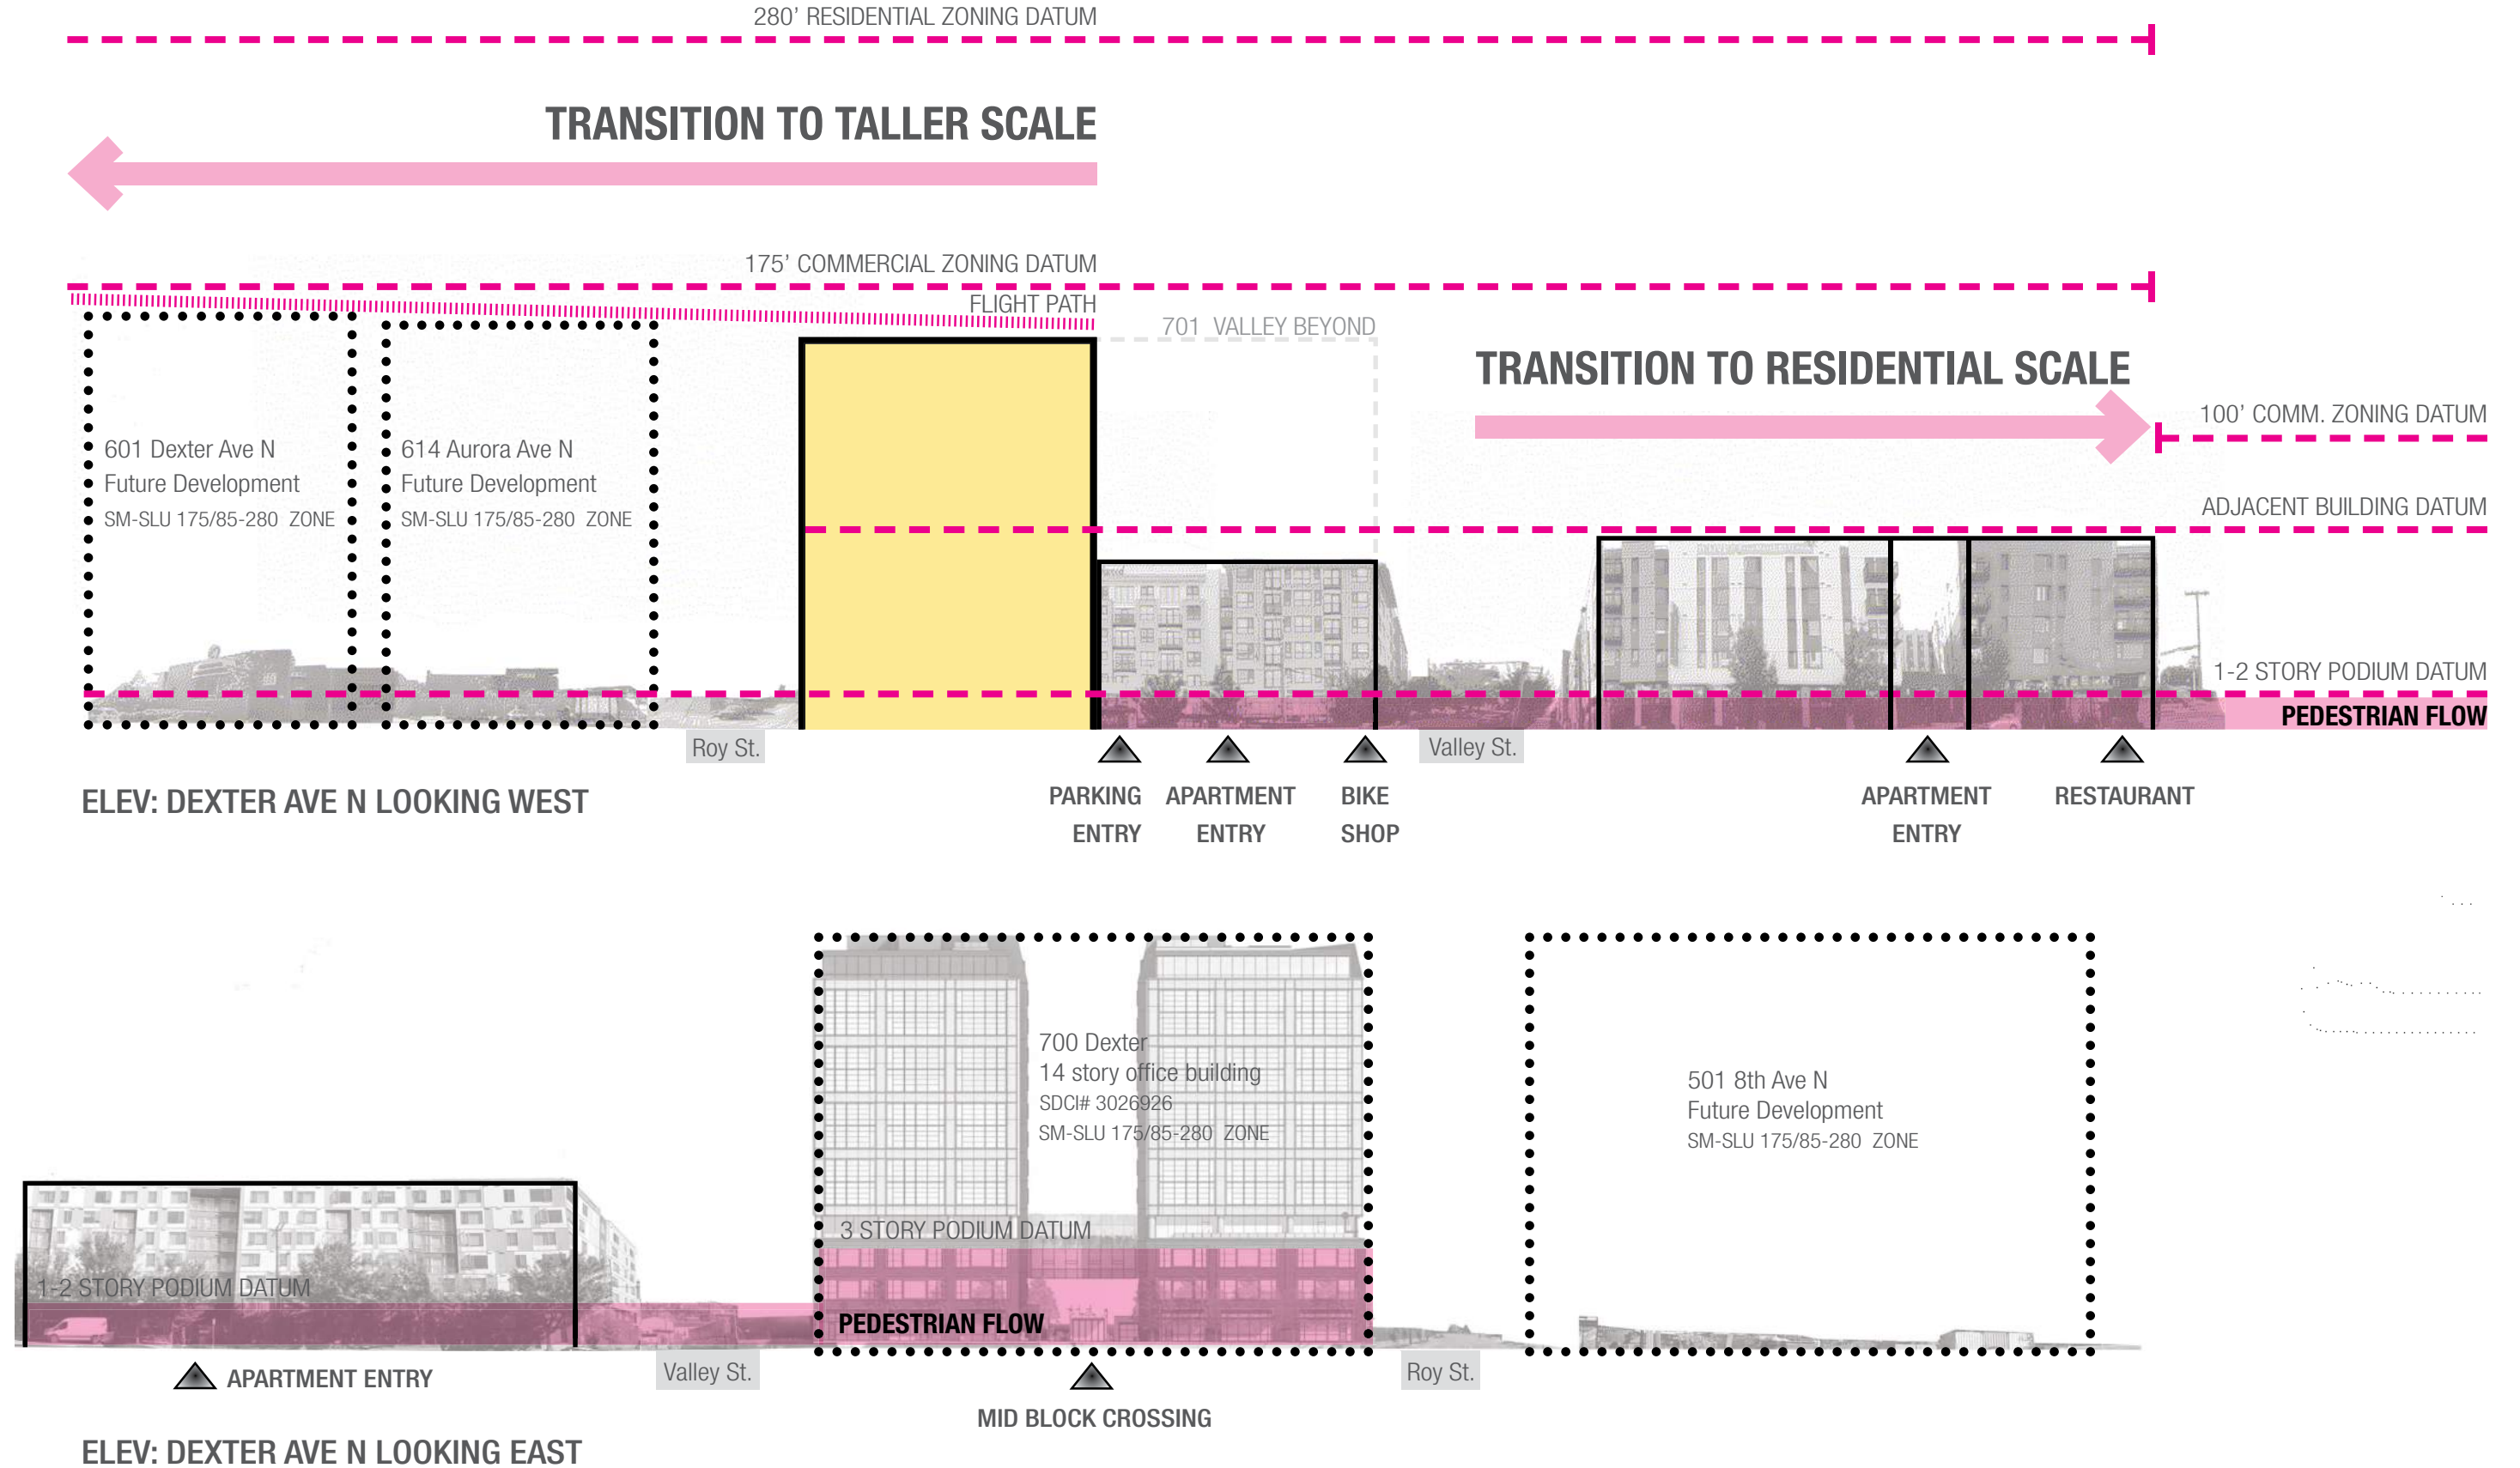 280’ RESIDENTIAL ZONING DATUM
TRANSITION TO TALLER SCALE
175’ COMMERCIAL ZONING DATUM
FLIGHT PATH
701 VALLEY BEYOND
TRANSITION TO RESIDENTIAL SCALE
100’ COMM. ZONING DATUM
601 Dexter Ave N
Future Development
SM-SLU 175/85-280 ZONE
614 Aurora Ave N
Future Development
SM-SLU 175/85-280 ZONE
ADJACENT BUILDING DATUM
1-2 STORY PODIUM DATUM
PEDESTRIAN FLOW
Roy St.
Valley St.
ELEV: DEXTER AVE N LOOKING WEST
PARKING
ENTRY
APARTMENT
ENTRY
BIKE
SHOP
APARTMENT
ENTRY
RESTAURANT
700 Dexter
14 story office building
SDCI# 3026926
SM-SLU 175/85-280 ZONE
501 8th Ave N
Future Development
SM-SLU 175/85-280 ZONE
3 STORY PODIUM DATUM
1-2 STORY PODIUM DATUM
PEDESTRIAN FLOW
APARTMENT ENTRY
Valley St.
Roy St.
MID BLOCK CROSSING
ELEV: DEXTER AVE N LOOKING EAST